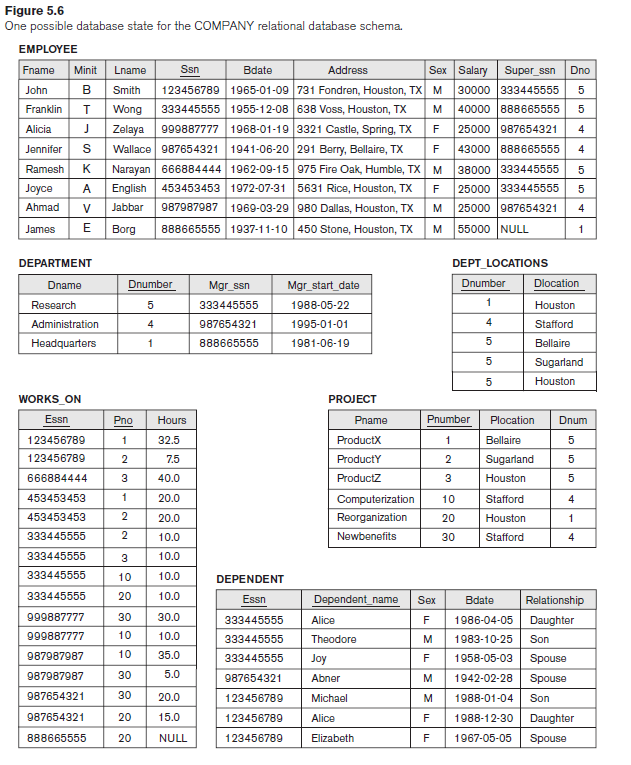 Figure 5.6
One possible database state for the COMPANY relational database schema.
EMPLOYEE
Fname Minit Lname Ssn Bdate Address Sex Salary Super_ssn Dno
John B Smith 123456789 1965-01-09 731 Fondren, Houston, TX M 30000 333445555 5
Franklin T Wong 333445555 1955-12-08 638 Voss, Houston, TX M 40000 888665555 5
Alicia J Zelaya 999887777 1968-01-19 3321 Castle, Spring, TX F 25000 987654321 4
Jennifer S Wallace 987654321 1941-06-20 291 Berry, Bellaire, TX F 43000 888665555 4
Ramesh K Narayan 666884444 1962-09-15 975 Fire Oak, Humble, TX M 38000 333445555 5
Joyce A English 453453453 1972-07-31 5631 Rice, Houston, TX F 25000 333445555 5
Ahmad V Jabbar 987987987 1969-03-29 980 Dallas, Houston, TX M 25000 987654321 4
James E Borg 888665555 1937-11-10 450 Stone, Houston, TX M 55000 NULL 1
DEPARTMENT
Dname Dnumber Mgr_ssn Mgr_start_date
Research 5 333445555 1988-05-22
Administration 4 987654321 1995-01-01
Headquarters 1 888665555 1981-06-19
DEPT_LOCATIONS
Dnumber Dlocation
1 Houston
4 Stafford
5 Bellaire
5 Sugarland
5 Houston
WORKS_ON
Essn Pno Hours
123456789 1 32.5
123456789 2 7.5
666884444 3 40.0
453453453 1 20.0
453453453 2 20.0
333445555 2 10.0
333445555 3 10.0
333445555 10 10.0
333445555 20 10.0
999887777 30 30.0
999887777 10 10.0
987987987 10 35.0
987987987 30 5.0
987654321 30 20.0
987654321 20 15.0
888665555 20 NULL
PROJECT
Pname Pnumber Plocation Dnum
ProductX 1 Bellaire 5
ProductY 2 Sugarland 5
ProductZ 3 Houston 5
Computerization 10 Stafford 4
Reorganization 20 Houston 1
Newbenefits 30 Stafford 4
DEPENDENT
Essn Dependent_name Sex Bdate Relationship
333445555 Alice F 1986-04-05 Daughter
333445555 Theodore M 1983-10-25 Son
333445555 Joy F 1958-05-03 Spouse
987654321 Abner M 1942-02-28 Spouse
123456789 Michael M 1988-01-04 Son
123456789 Alice F 1988-12-30 Daughter
123456789 Elizabeth F 1967-05-05 Spouse